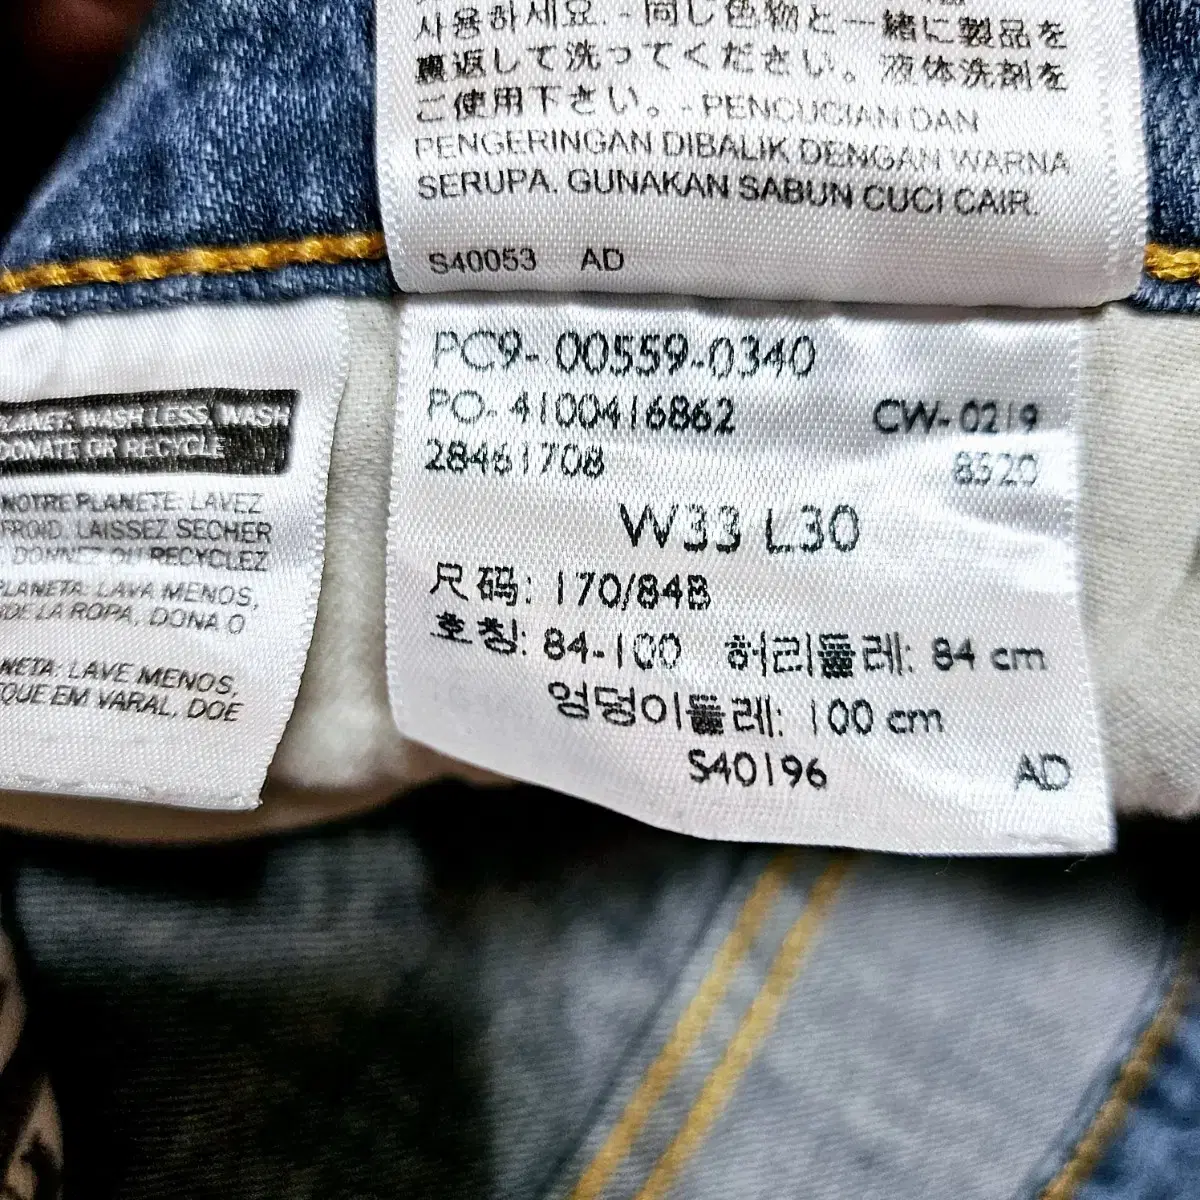 사용하세요. - 同じ色物と一緒に製品を
裏返して洗ってください。液体洗剤を
ご使用下さい。- PENCUCIAN DAN
PENGERINGAN DIBALIK DENGAN WARNA
SERUPA. GUNAKAN SABUN CUCI CAIR.
S40053 AD
PLANET: WASH LESS, WASH
DONATE OR RECYCLE
NOTRE PLANETE: LAVEZ
FROID, LAISSEZ SECHER
DONNEZ OU RECYCLEZ
PLANETA: LAVA MENOS,
DE LA ROPA, DONA O
NETA: LAVE MENOS,
QUE EM VARAL, DOE
PC9-00559-0340
PO-4100416862 CW-0219
28461708 8520
W33 L30
尺码: 170/84B
호칭: 84-100 허리둘레: 84 cm
엉덩이둘레: 100 cm
S40196 AD